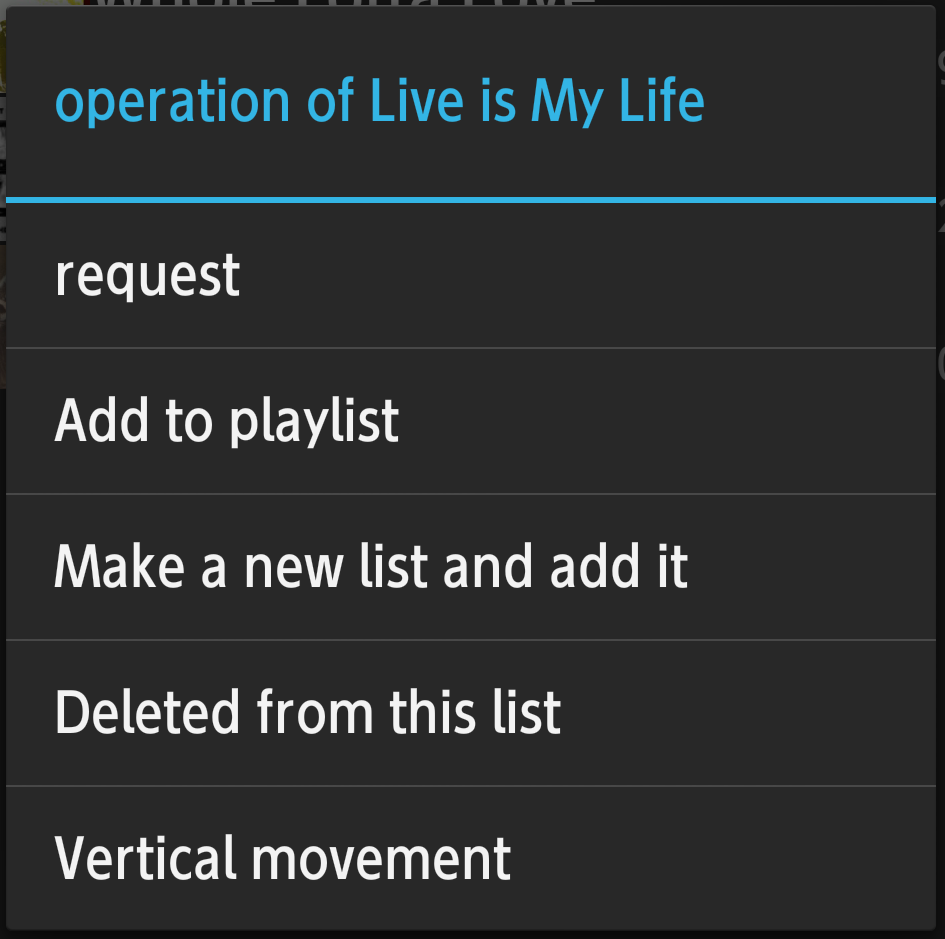 operation of Live is My Life
request
Add to playlist
Make a new list and add it
Deleted from this list
Vertical movement